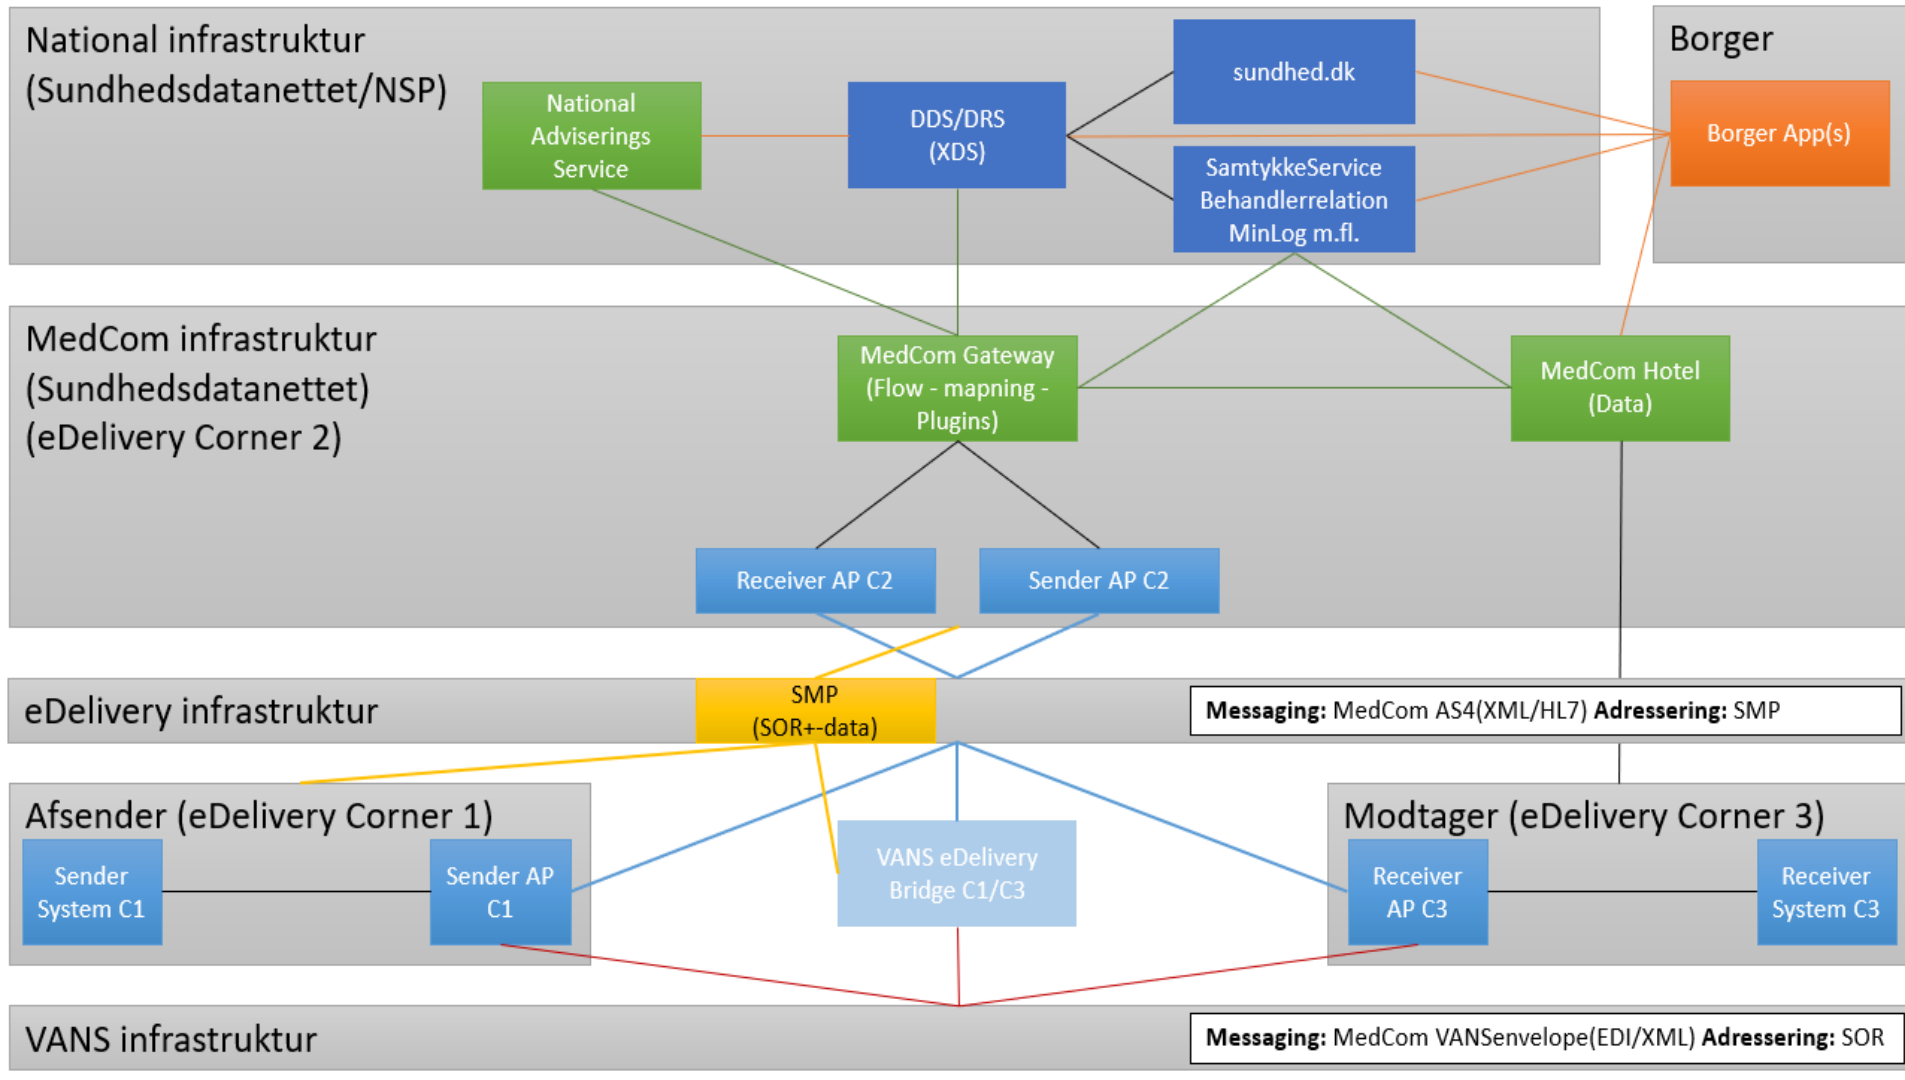 National infrastruktur
(Sundhedsdatanettet/NSP)
National
Adviserings
Service
DDS/DRS
(XDS)
sundhed.dk
SamtykkeService
Behandlerrelation
MinLog m.fl.
Borger
Borger App(s)
MedCom infrastruktur
(Sundhedsdatanettet)
(eDelivery Corner 2)
MedCom Gateway
(Flow - mapning -
Plugins)
MedCom Hotel
(Data)
Receiver AP C2
Sender AP C2
eDelivery infrastruktur
SMP
(SOR+-data)
Messaging: MedCom AS4(XML/HL7) Adressering: SMP
Afsender (eDelivery Corner 1)
Sender
System C1
Sender AP
C1
VANS eDelivery
Bridge C1/C3
Modtager (eDelivery Corner 3)
Receiver
AP C3
Receiver
System C3
VANS infrastruktur
Messaging: MedCom VANSenvelope(EDI/XML) Adressering: SOR